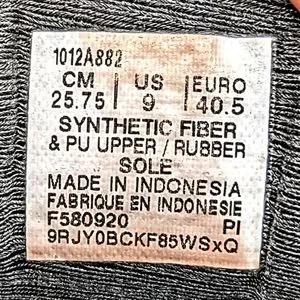 1012A882
CM US EURO
25.75 9 40.5
SYNTHETIC FIBER
& PU UPPER / RUBBER
SOLE
MADE IN INDONESIA
FABRIQUE EN INDONESIE
F580920 PI
9RJY0BCKF85WSxQ